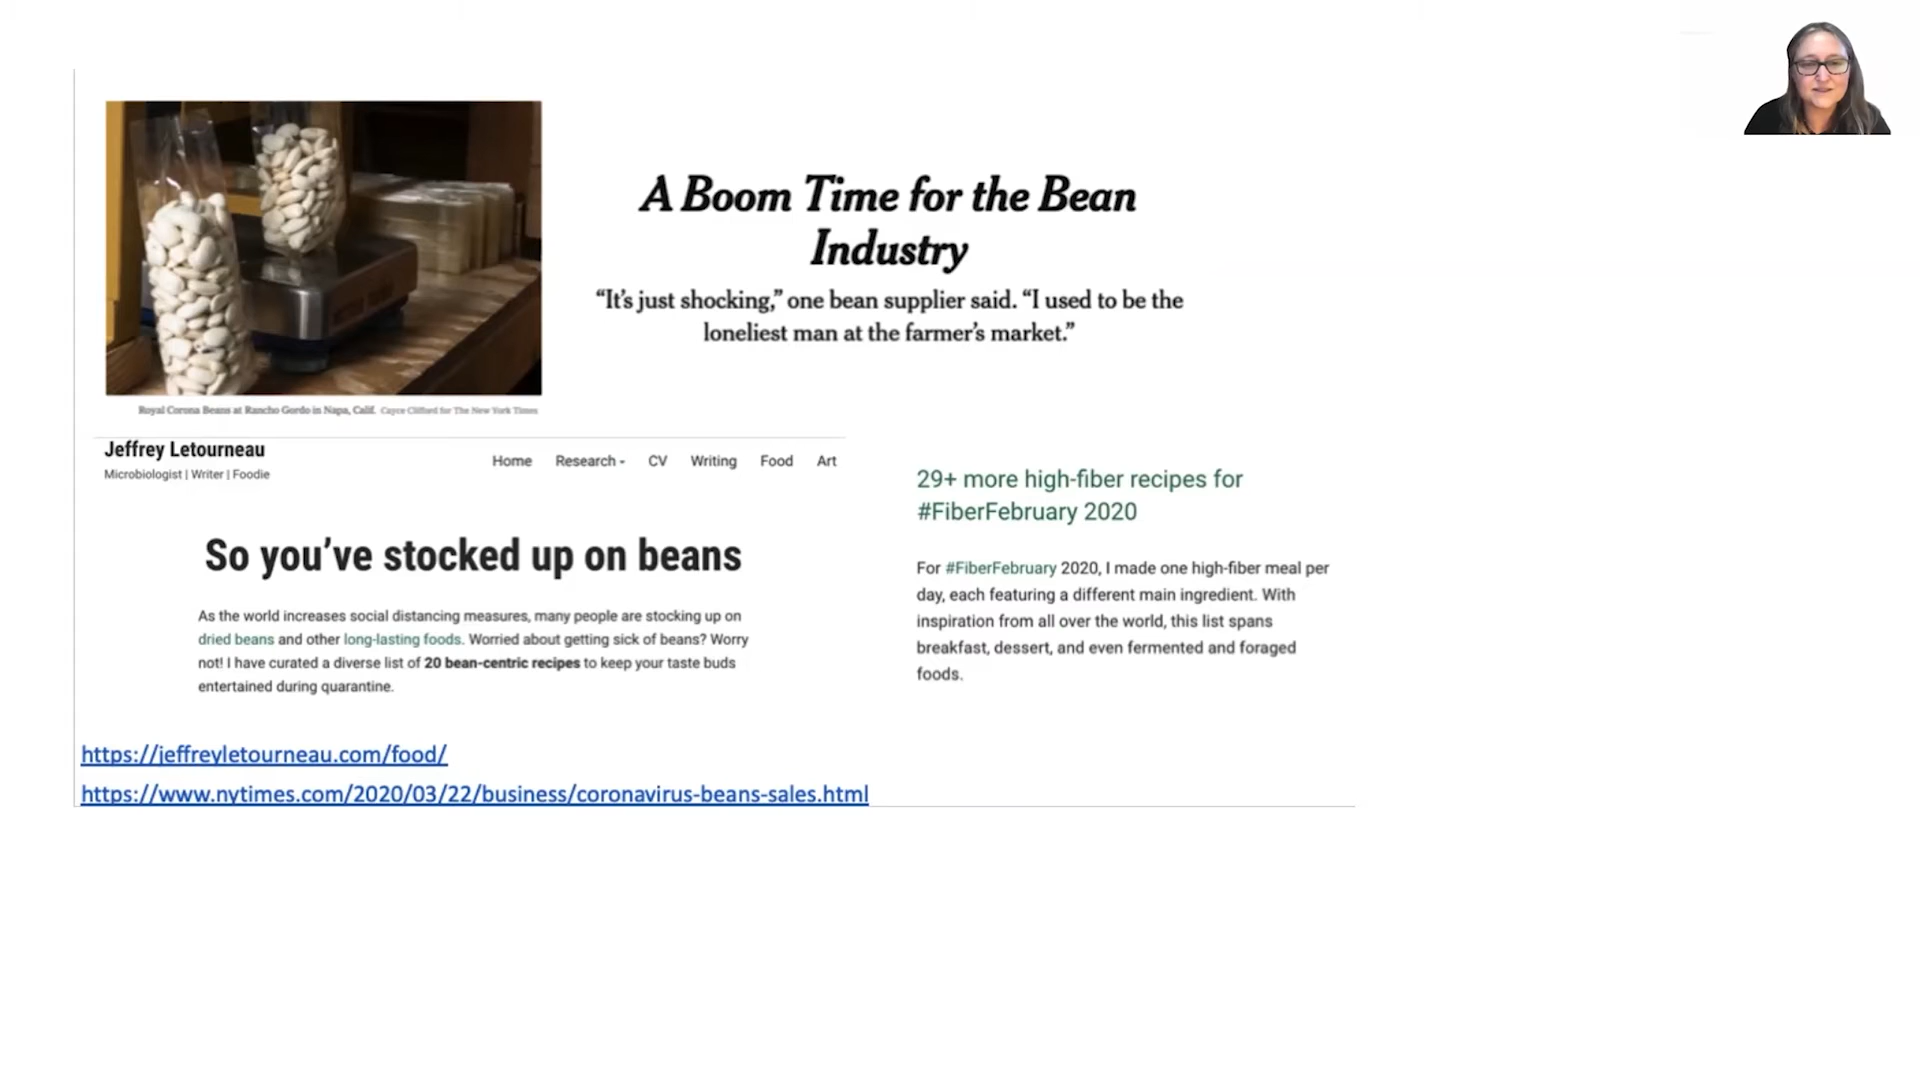 A Boom Time for the Bean
Industry
“It’s just shocking,” one bean supplier said. “I used to be the
loneliest man at the farmer’s market.”
Royal Corona Beans at Rancho Gordo in Napa, Calif. Cayce Clifford for The New York Times
Jeffrey Letourneau
Microbiologist | Writer | Foodie
Home Research CV Writing Food Art
So you’ve stocked up on beans
As the world increases social distancing measures, many people are stocking up on
dried beans and other long-lasting foods. Worried about getting sick of beans? Worry
not! I have curated a diverse list of 20 bean-centric recipes to keep your taste buds
entertained during quarantine.
29+ more high-fiber recipes for
#FiberFebruary 2020
For #FiberFebruary 2020, I made one high-fiber meal per
day, each featuring a different main ingredient. With
inspiration from all over the world, this list spans
breakfast, dessert, and even fermented and foraged
foods.
https://jeffreyletourneau.com/food/
https://www.nytimes.com/2020/03/22/business/coronavirus-beans-sales.html